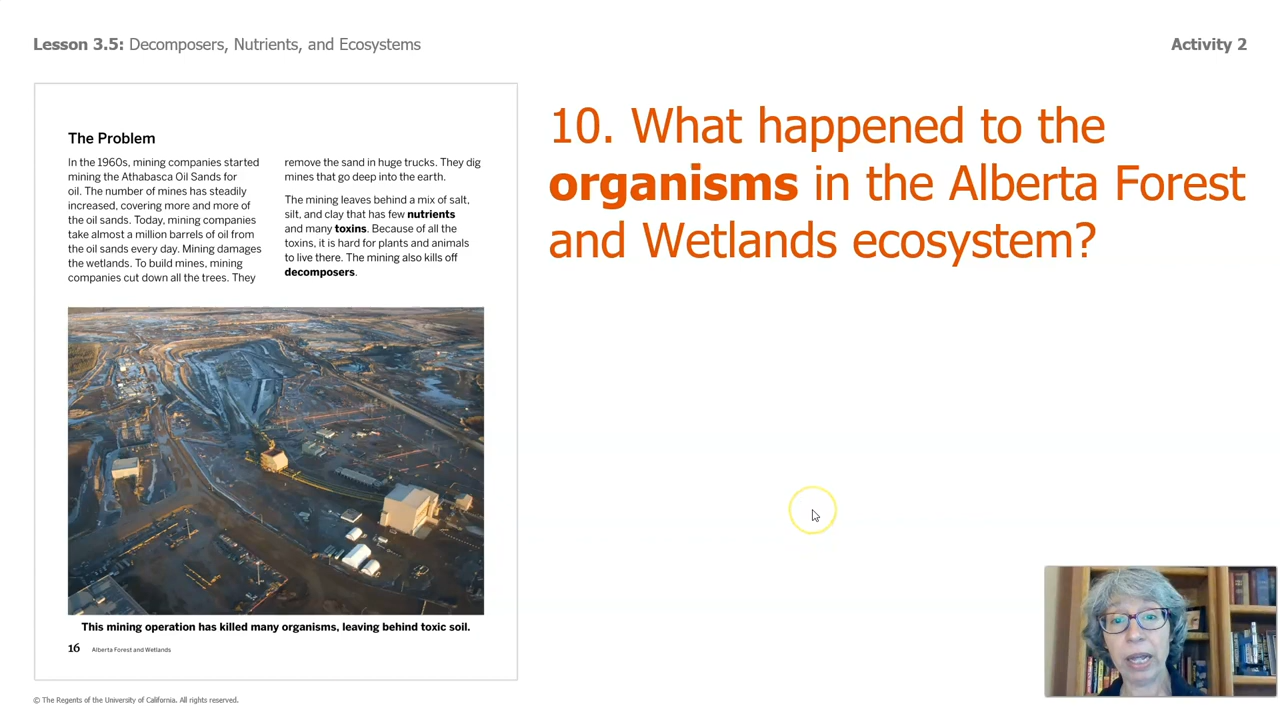 Lesson 3.5: Decomposers, Nutrients, and Ecosystems
Activity 2
The Problem
In the 1960s, mining companies started
mining the Athabasca Oil Sands for
oil. The number of mines has steadily
increased, covering more and more of
the oil sands. Today, mining companies
take almost a million barrels of oil from
the oil sands every day. Mining damages
the wetlands. To build mines, mining
companies cut down all the trees. They
remove the sand in huge trucks. They dig
mines that go deep into the earth.
The mining leaves behind a mix of salt,
silt, and clay that has few nutrients
and many toxins. Because of all the
toxins, it is hard for plants and animals
to live there. The mining also kills off
decomposers.
This mining operation has killed many organisms, leaving behind toxic soil.
16 Alberta Forest and Wetlands
10. What happened to the
organisms in the Alberta Forest
and Wetlands ecosystem?
© The Regents of the University of California. All rights reserved.